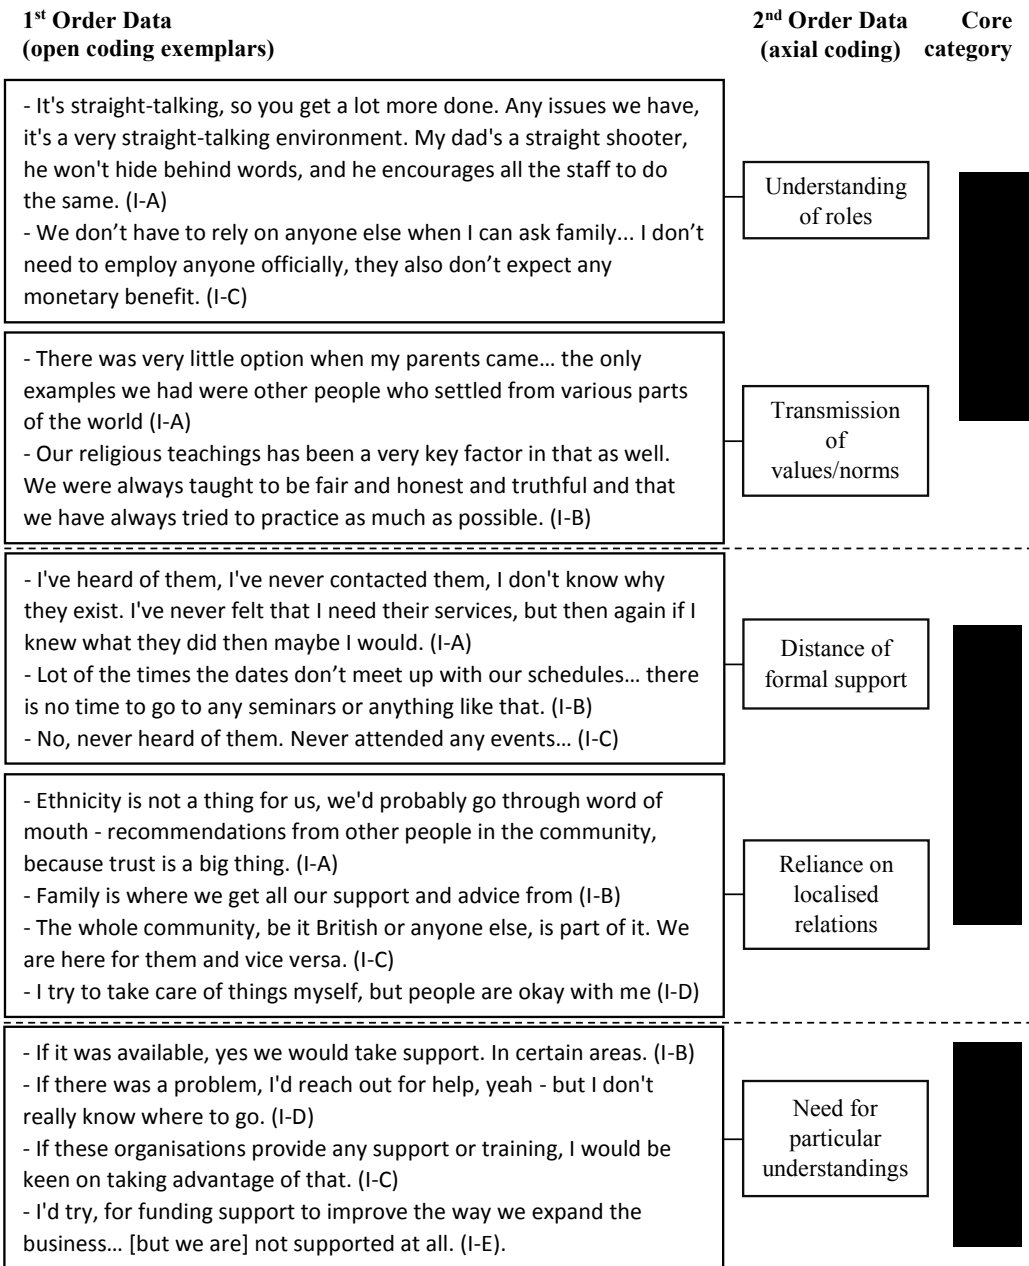 1st Order Data
(open coding exemplars)
2nd Order Data
(axial coding)
Core
category
- It's straight-talking, so you get a lot more done. Any issues we have,
it's a very straight-talking environment. My dad's a straight shooter,
he won't hide behind words, and he encourages all the staff to do
the same. (I-A)
- We don’t have to rely on anyone else when I can ask family... I don’t
need to employ anyone officially, they also don’t expect any
monetary benefit. (I-C)
Understanding
of roles
- There was very little option when my parents came… the only
examples we had were other people who settled from various parts
of the world (I-A)
- Our religious teachings has been a very key factor in that as well.
We were always taught to be fair and honest and truthful and that
we have always tried to practice as much as possible. (I-B)
Transmission
of
values/norms
- I've heard of them, I've never contacted them, I don't know why
they exist. I've never felt that I need their services, but then again if I
knew what they did then maybe I would. (I-A)
- Lot of the times the dates don’t meet up with our schedules… there
is no time to go to any seminars or anything like that. (I-B)
- No, never heard of them. Never attended any events… (I-C)
Distance of
formal support
- Ethnicity is not a thing for us, we'd probably go through word of
mouth - recommendations from other people in the community,
because trust is a big thing. (I-A)
- Family is where we get all our support and advice from (I-B)
- The whole community, be it British or anyone else, is part of it. We
are here for them and vice versa. (I-C)
- I try to take care of things myself, but people are okay with me (I-D)
Reliance on
localised
relations
- If it was available, yes we would take support. In certain areas. (I-B)
- If there was a problem, I'd reach out for help, yeah - but I don't
really know where to go. (I-D)
- If these organisations provide any support or training, I would be
keen on taking advantage of that. (I-C)
- I'd try, for funding support to improve the way we expand the
business… [but we are] not supported at all. (I-E).
Need for
particular
understandings